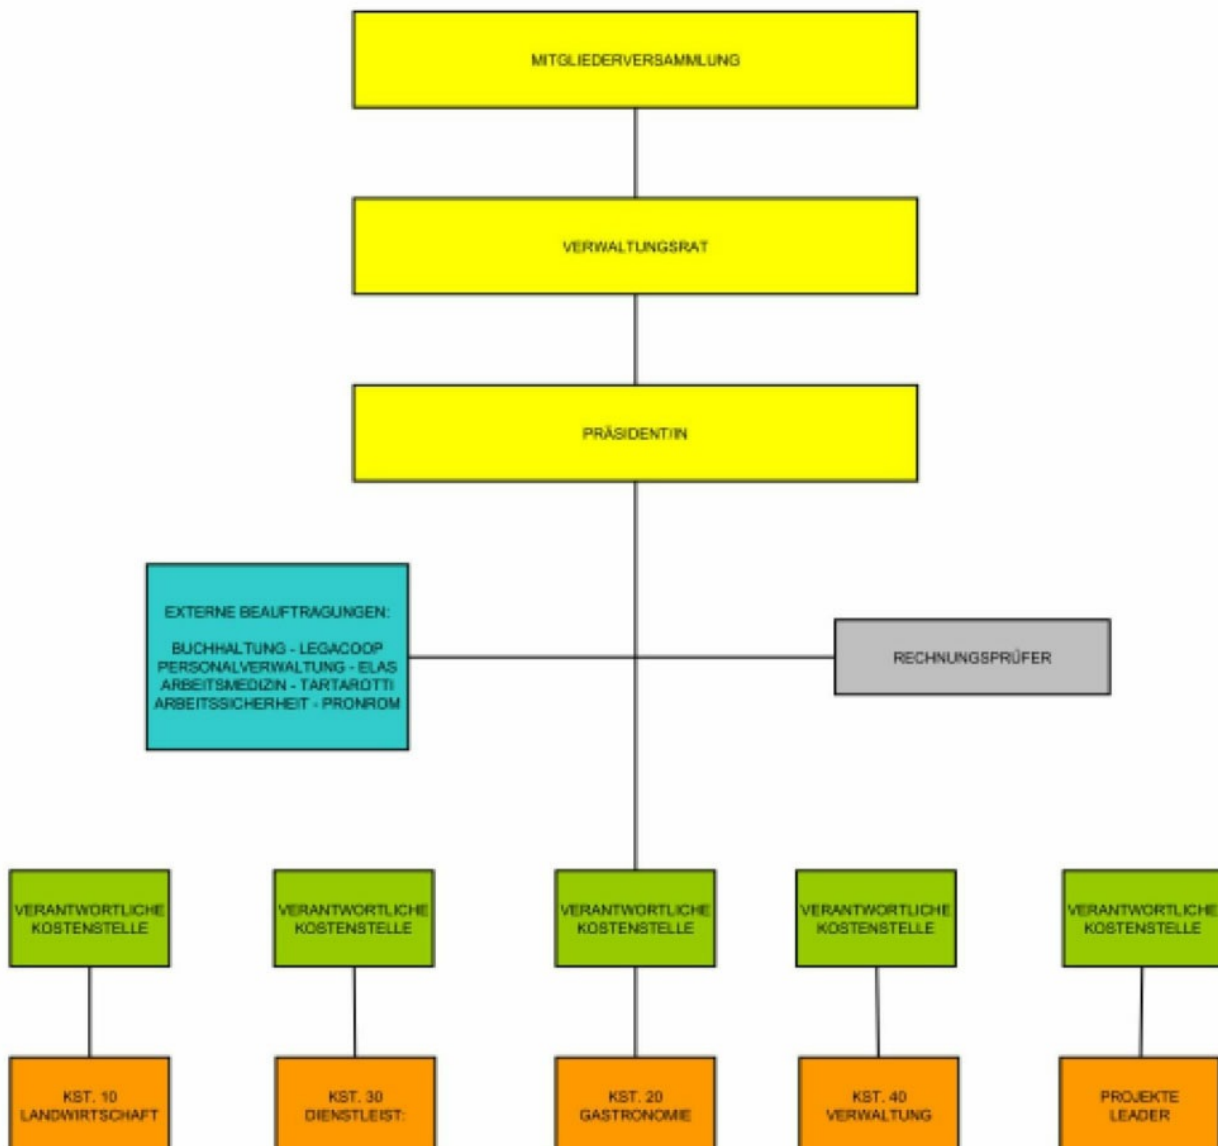 MITGLIEDERVERSAMMLUNG
VERWALTUNGSRAT
PRÄSIDENT/IN
EXTERNE BEAUFTRAGUNGEN:
BUCHHALTUNG - LEGACOOP
PERSONALVERWALTUNG - ELAS
ARBEITSMEDIZIN - TARTAROTTI
ARBEITSSICHERHEIT - PRONROM
RECHNUNGSPRÜFER
VERANTWORTLICHE
KOSTENSTELLE
VERANTWORTLICHE
KOSTENSTELLE
VERANTWORTLICHE
KOSTENSTELLE
VERANTWORTLICHE
KOSTENSTELLE
VERANTWORTLICHE
KOSTENSTELLE
KST. 10
LANDWIRTSCHAFT
KST. 30
DIENSTLEIST:
KST. 20
GASTRONOMIE
KST. 40
VERWALTUNG
PROJEKTE
LEADER